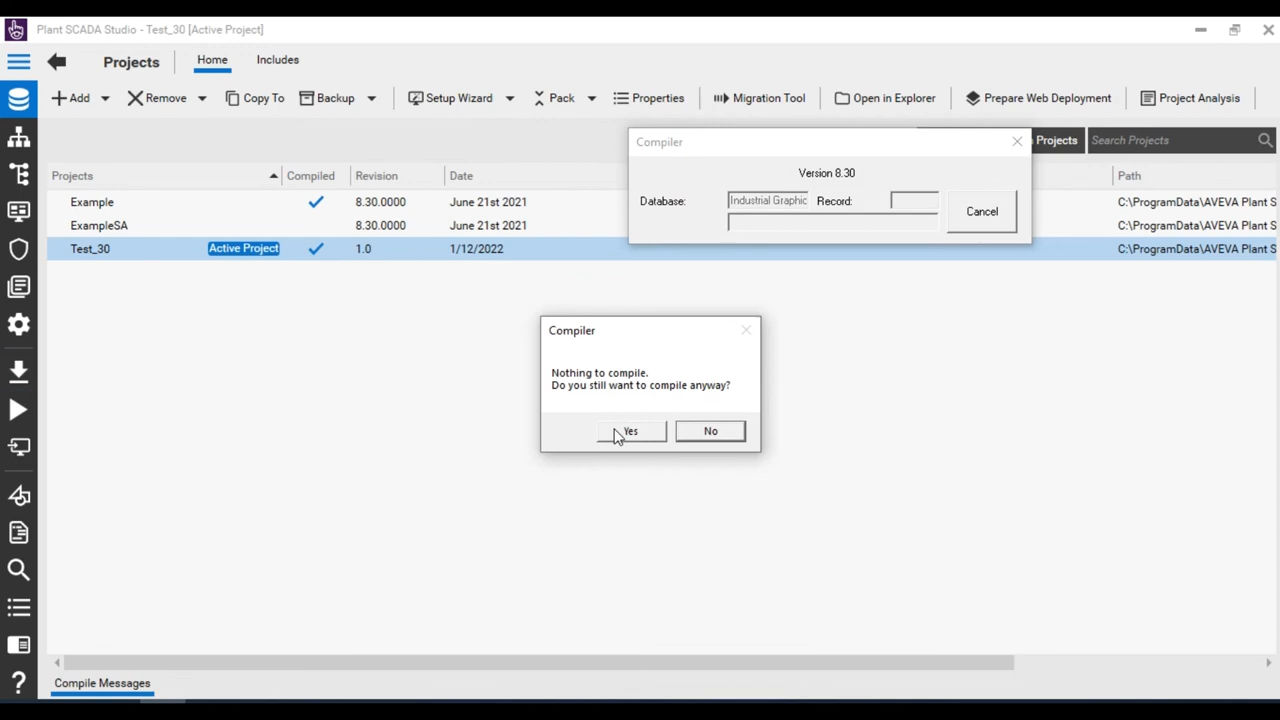 Plant SCADA Studio - Test_30 [Active Project]
Projects Home Includes
Add Remove Copy To Backup Setup Wizard Pack Properties Migration Tool Open in Explorer Prepare Web Deployment Project Analysis
Compiler
Projects Search Projects
Version 8.30
Database: Industrial Graphic Record:
Cancel
Projects Compiled Revision Date Path
Example 8.30.0000 June 21st 2021 C:\ProgramData\AVEVA Plant S
ExampleSA 8.30.0000 June 21st 2021 C:\ProgramData\AVEVA Plant S
Test_30 Active Project 1.0 1/12/2022 C:\ProgramData\AVEVA Plant S
Compiler
Nothing to compile.
Do you still want to compile anyway?
Yes No
Compile Messages